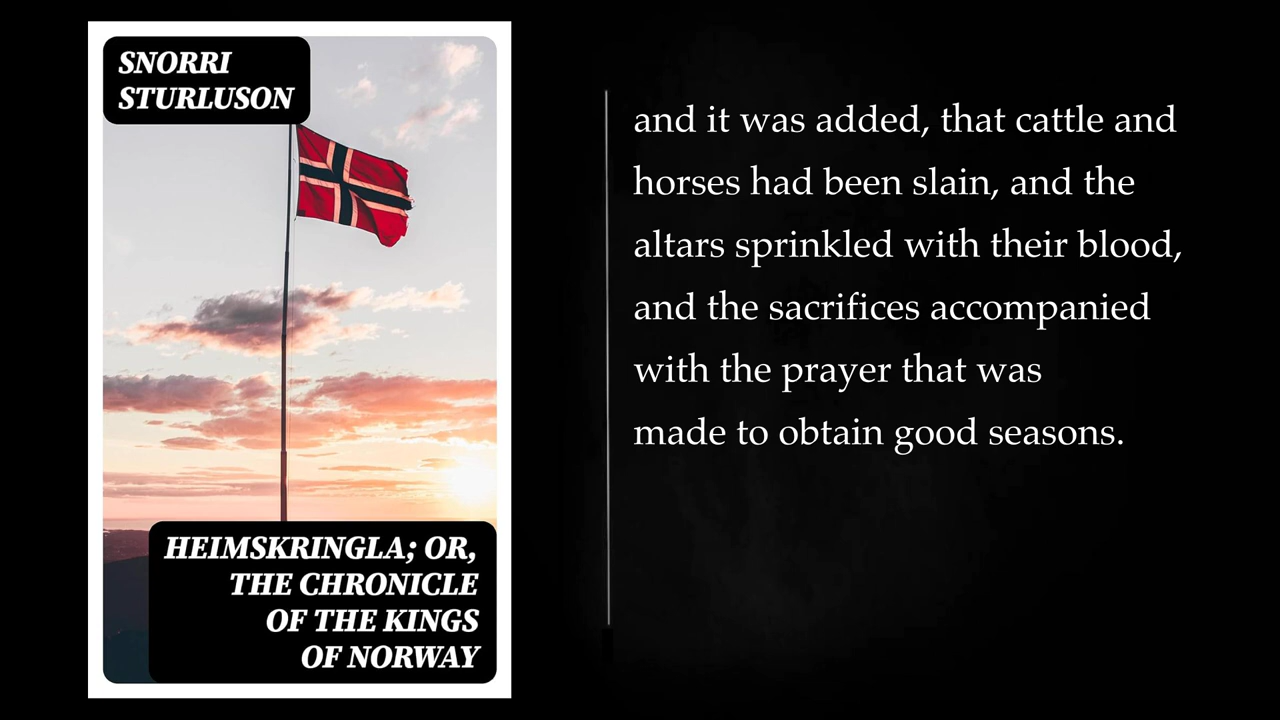 SNORRI
STURLUSON
HEIMSKRINGLA; OR,
THE CHRONICLE
OF THE KINGS
OF NORWAY
and it was added, that cattle and
horses had been slain, and the
altars sprinkled with their blood,
and the sacrifices accompanied
with the prayer that was
made to obtain good seasons.